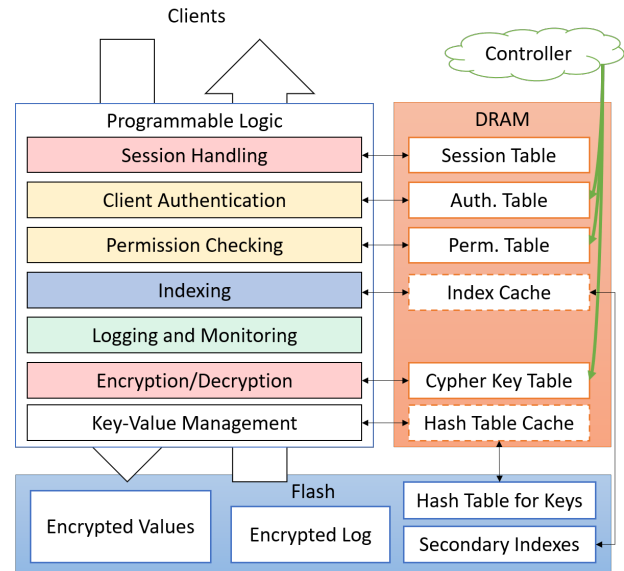 Clients
Controller
Programmable Logic
DRAM
Session Handling
Session Table
Client Authentication
Auth. Table
Permission Checking
Perm. Table
Indexing
Index Cache
Logging and Monitoring
Encryption/Decryption
Cypher Key Table
Key-Value Management
Hash Table Cache
Flash
Encrypted Values
Encrypted Log
Hash Table for Keys
Secondary Indexes